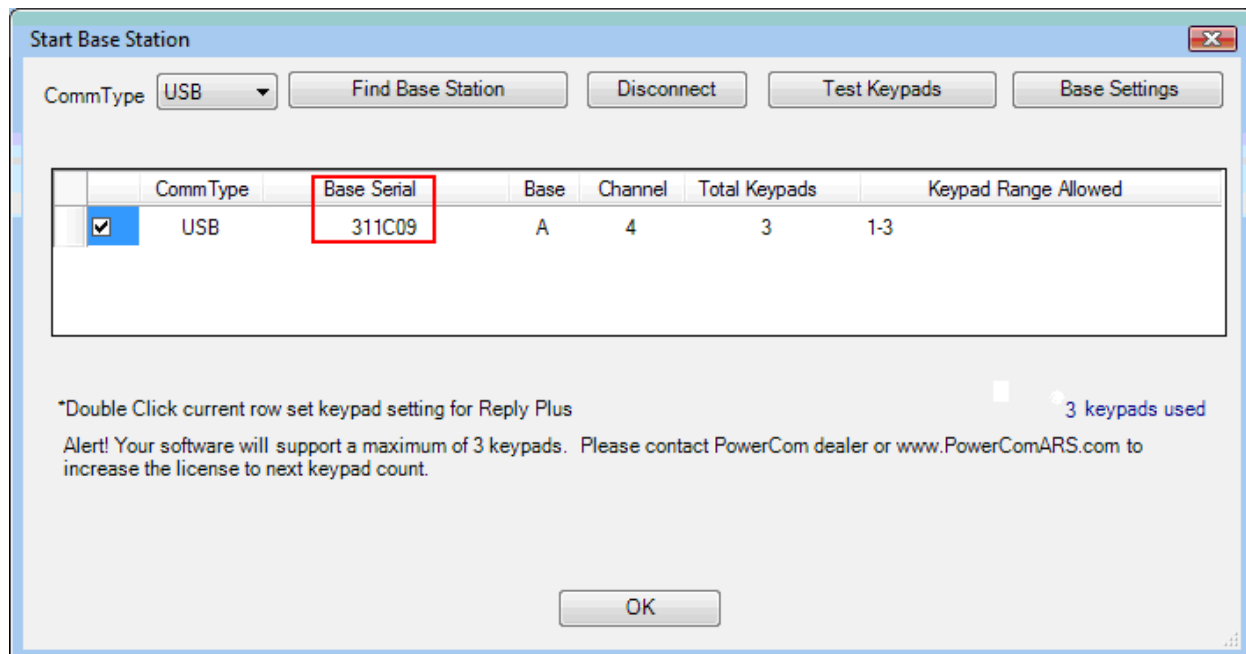 Start Base Station
CommType USB Find Base Station Disconnect Test Keypads Base Settings
CommType Base Serial Base Channel Total Keypads Keypad Range Allowed
USB 311C09 A 4 3 1-3
*Double Click current row set keypad setting for Reply Plus 3 keypads used
Alert! Your software will support a maximum of 3 keypads. Please contact PowerCom dealer or www.PowerComARS.com to
increase the license to next keypad count.
OK